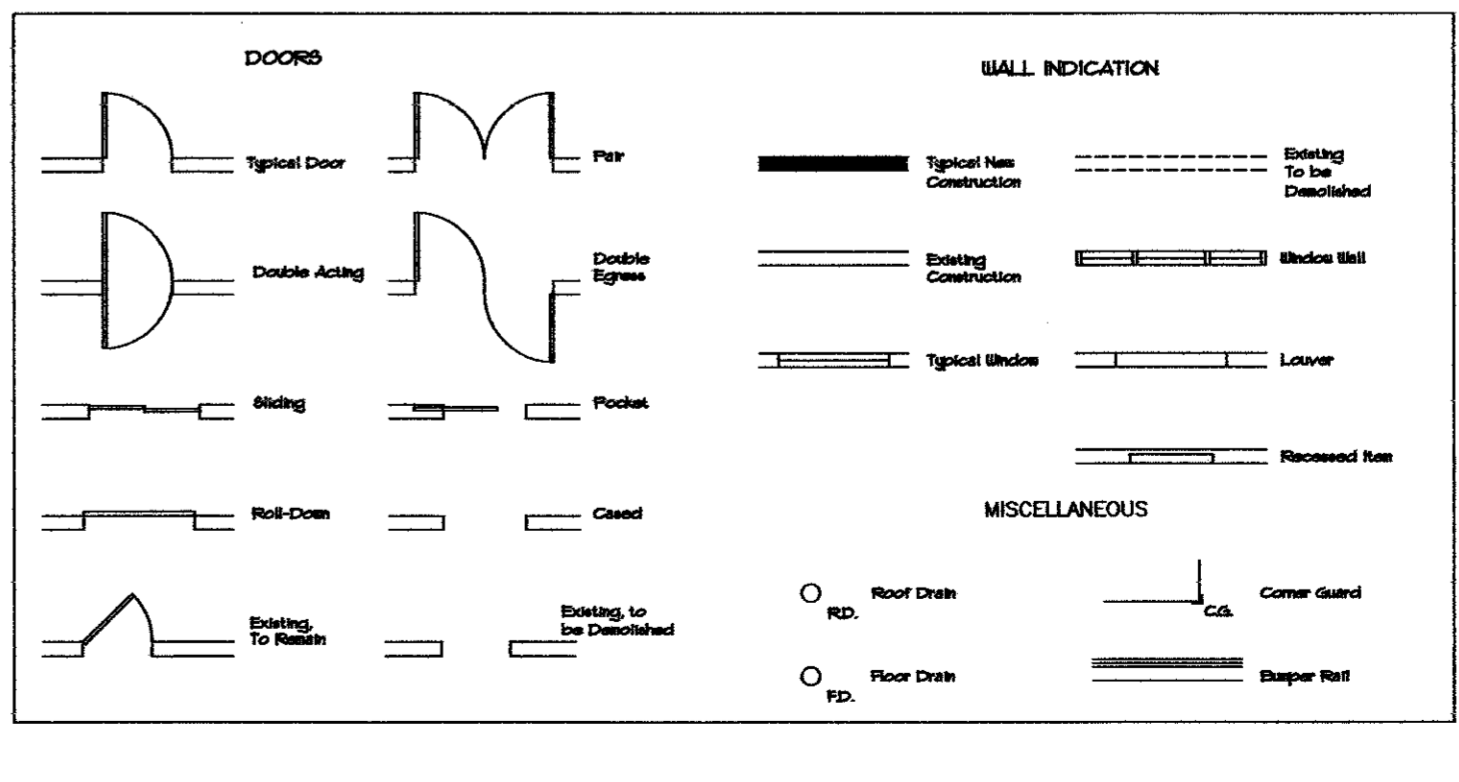 DOORS
Typical Door
Pair
Double Acting
Double
Egress
Sliding
Pocket
Roll-Down
Cased
Existing,
To Remain
Existing, to
be Demolished
WALL INDICATION
Typical New
Construction
Existing
To be
Demolished
Existing
Construction
Window Wall
Typical Window
Louver
Recessed Item
MISCELLANEOUS
Roof Drain
R.D.
Corner Guard
C.G.
Floor Drain
F.D.
Bumper Rail